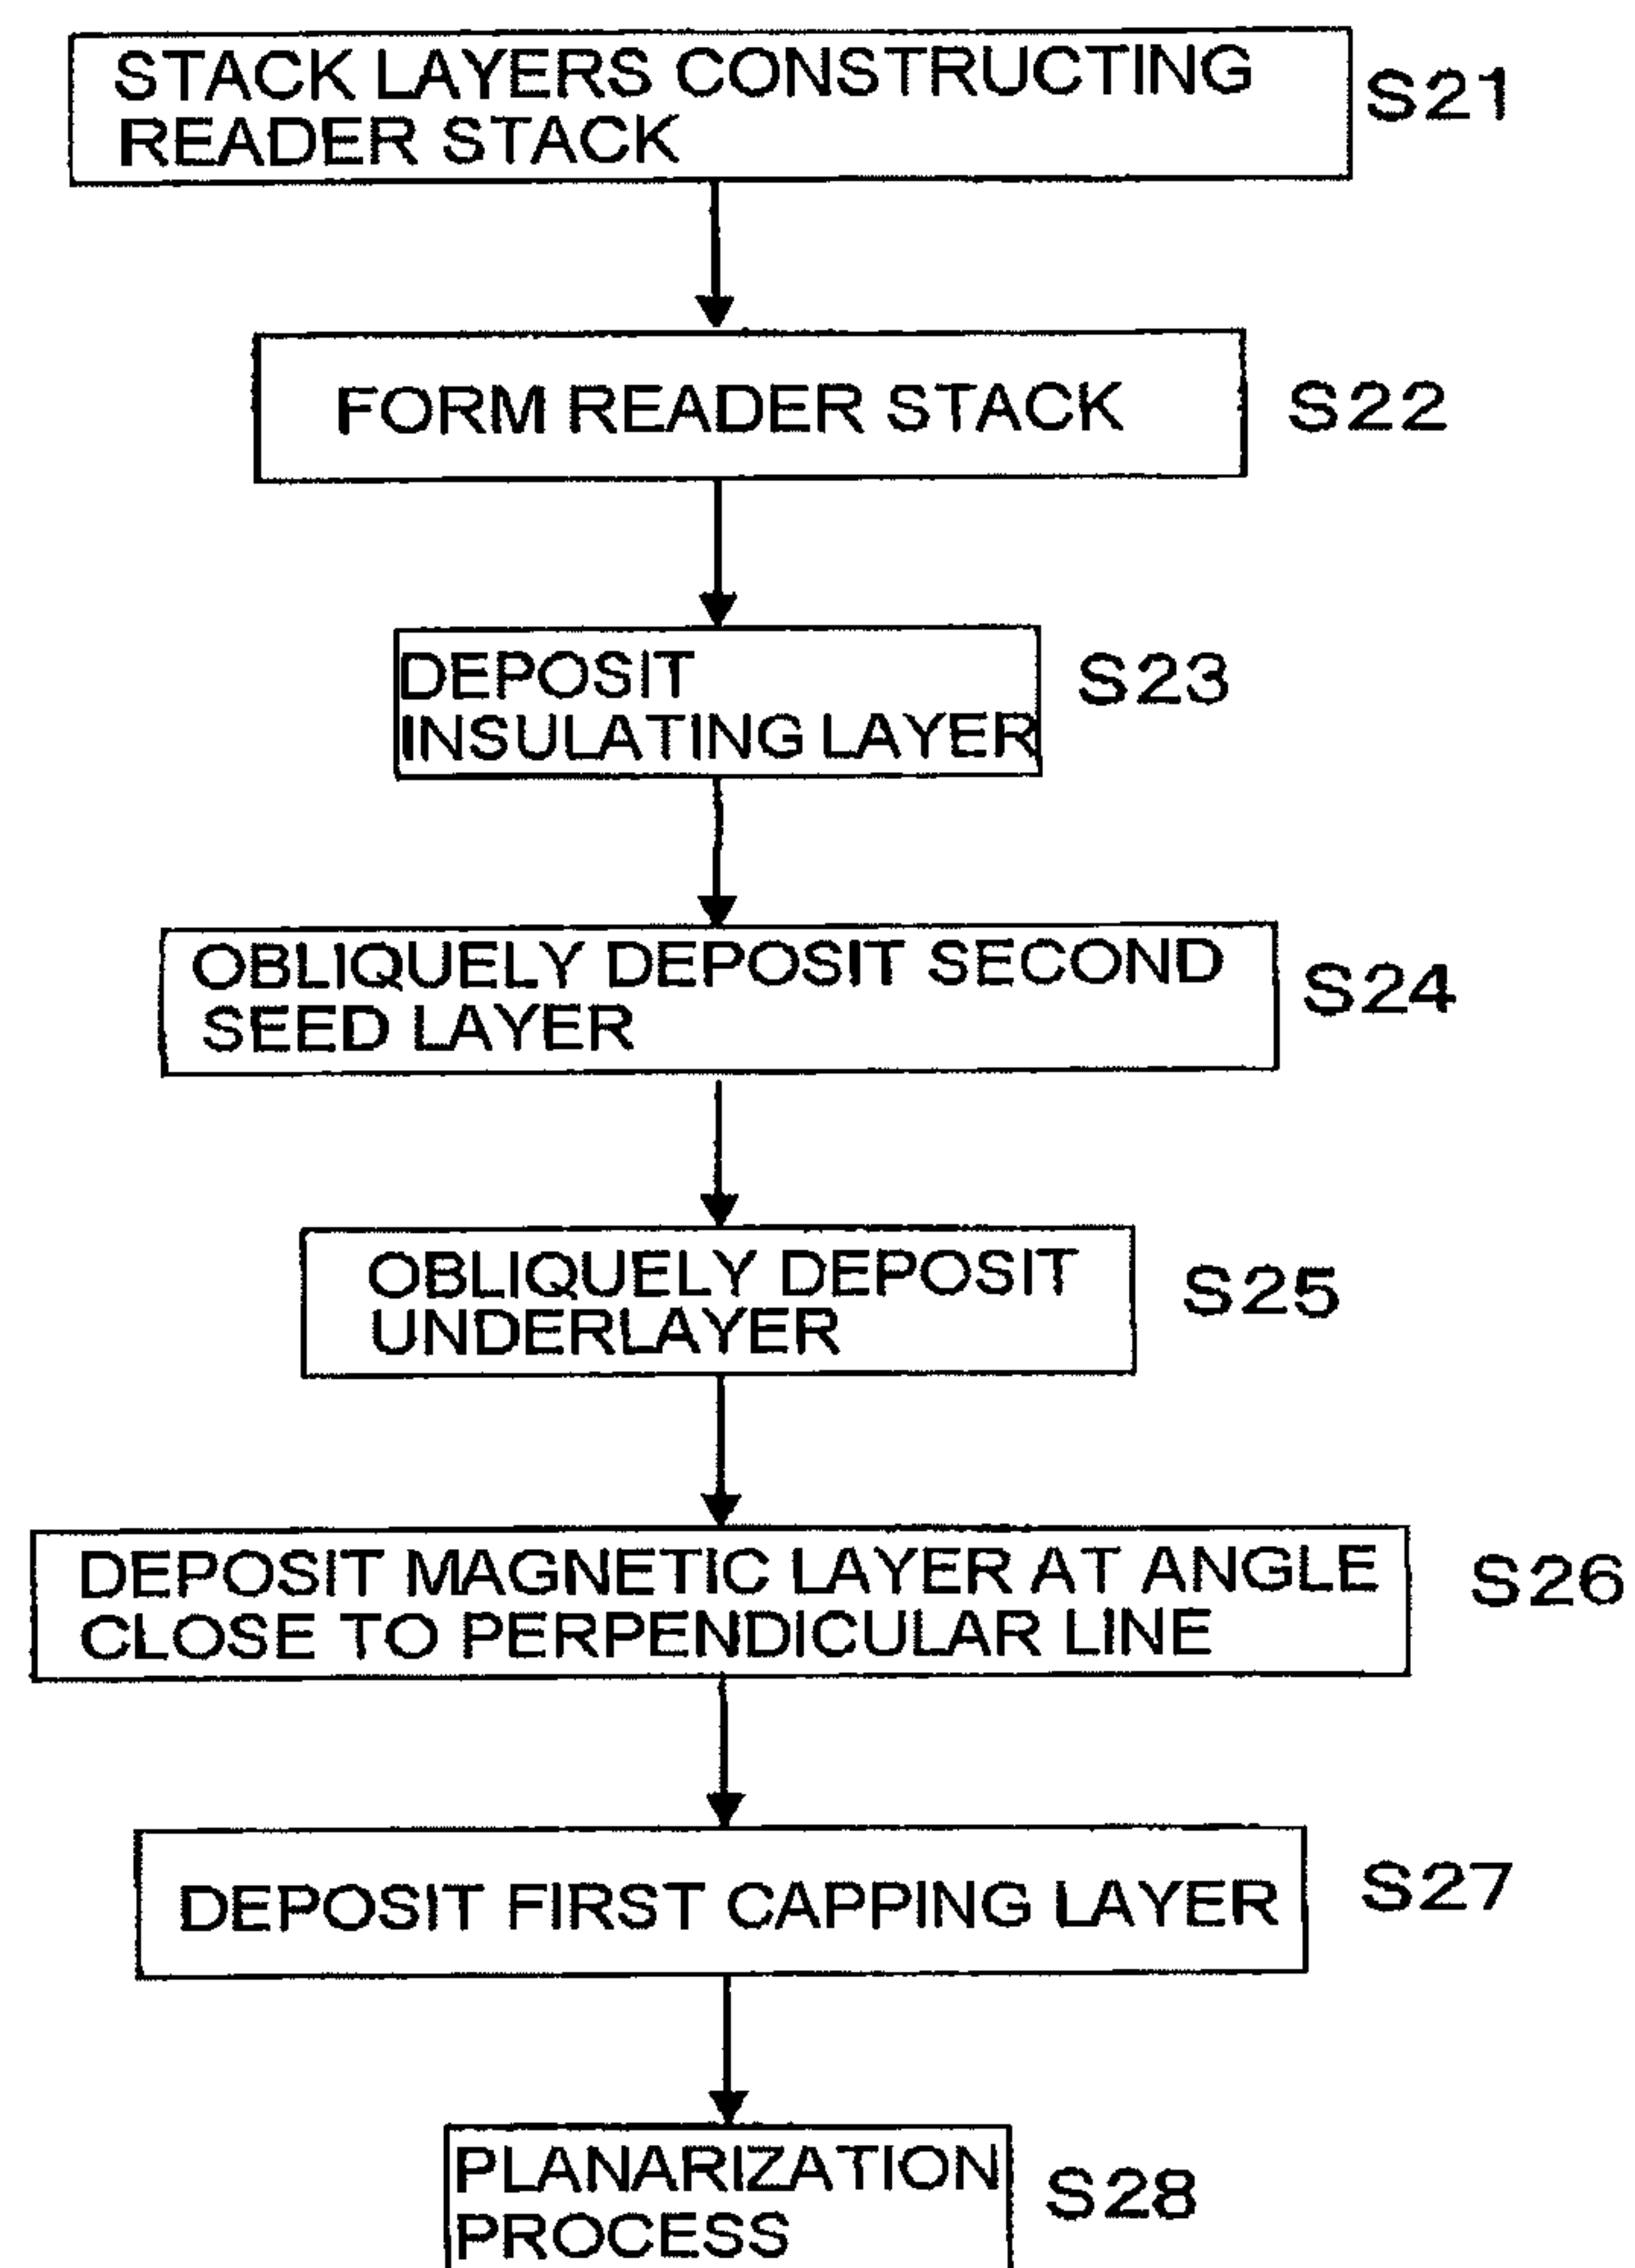 STACK LAYERS CONSTRUCTING
READER STACK
S21
FORM READER STACK
S22
DEPOSIT
INSULATING LAYER
S23
OBLIQUELY DEPOSIT SECOND
SEED LAYER
S24
OBLIQUELY DEPOSIT
UNDERLAYER
S25
DEPOSIT MAGNETIC LAYER AT ANGLE
CLOSE TO PERPENDICULAR LINE
S26
DEPOSIT FIRST CAPPING LAYER
S27
PLANARIZATION
PROCESS
S28